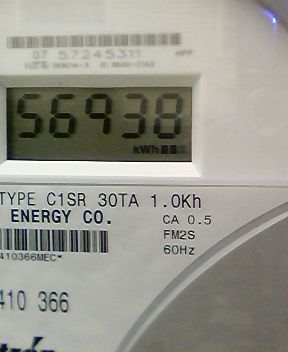 07 57245311
56938
kWh
TYPE C1SR 30TA 1.0Kh
ENERGY CO.
CA 0.5
FM2S
60Hz
410366MEC*
410 366